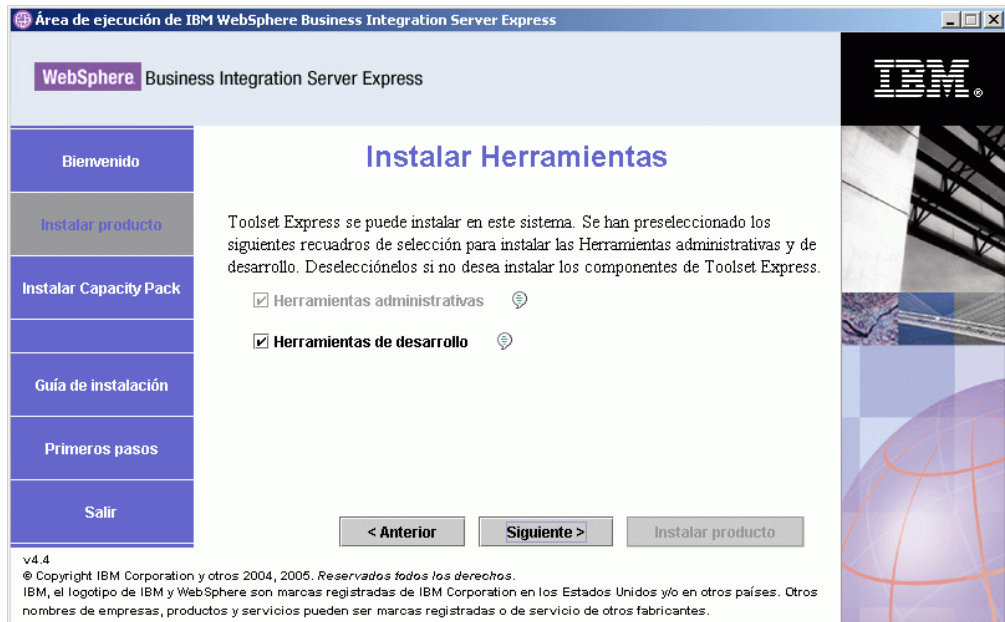 Área de ejecución de IBM WebSphere Business Integration Server Express
WebSphere. Business Integration Server Express
IBM®
Bienvenido
Instalar producto
Instalar Capacity Pack
Guía de instalación
Primeros pasos
Salir
Instalar Herramientas
Toolset Express se puede instalar en este sistema. Se han preseleccionado los
siguientes recuadros de selección para instalar las Herramientas administrativas y de
desarrollo. Deselecciónelos si no desea instalar los componentes de Toolset Express.
Herramientas administrativas
Herramientas de desarrollo
< Anterior
Siguiente >
Instalar producto
v4.4
© Copyright IBM Corporation y otros 2004, 2005. Reservados todos los derechos.
IBM, el logotipo de IBM y WebSphere son marcas registradas de IBM Corporation en los Estados Unidos y/o en otros países. Otros
nombres de empresas, productos y servicios pueden ser marcas registradas o de servicio de otros fabricantes.